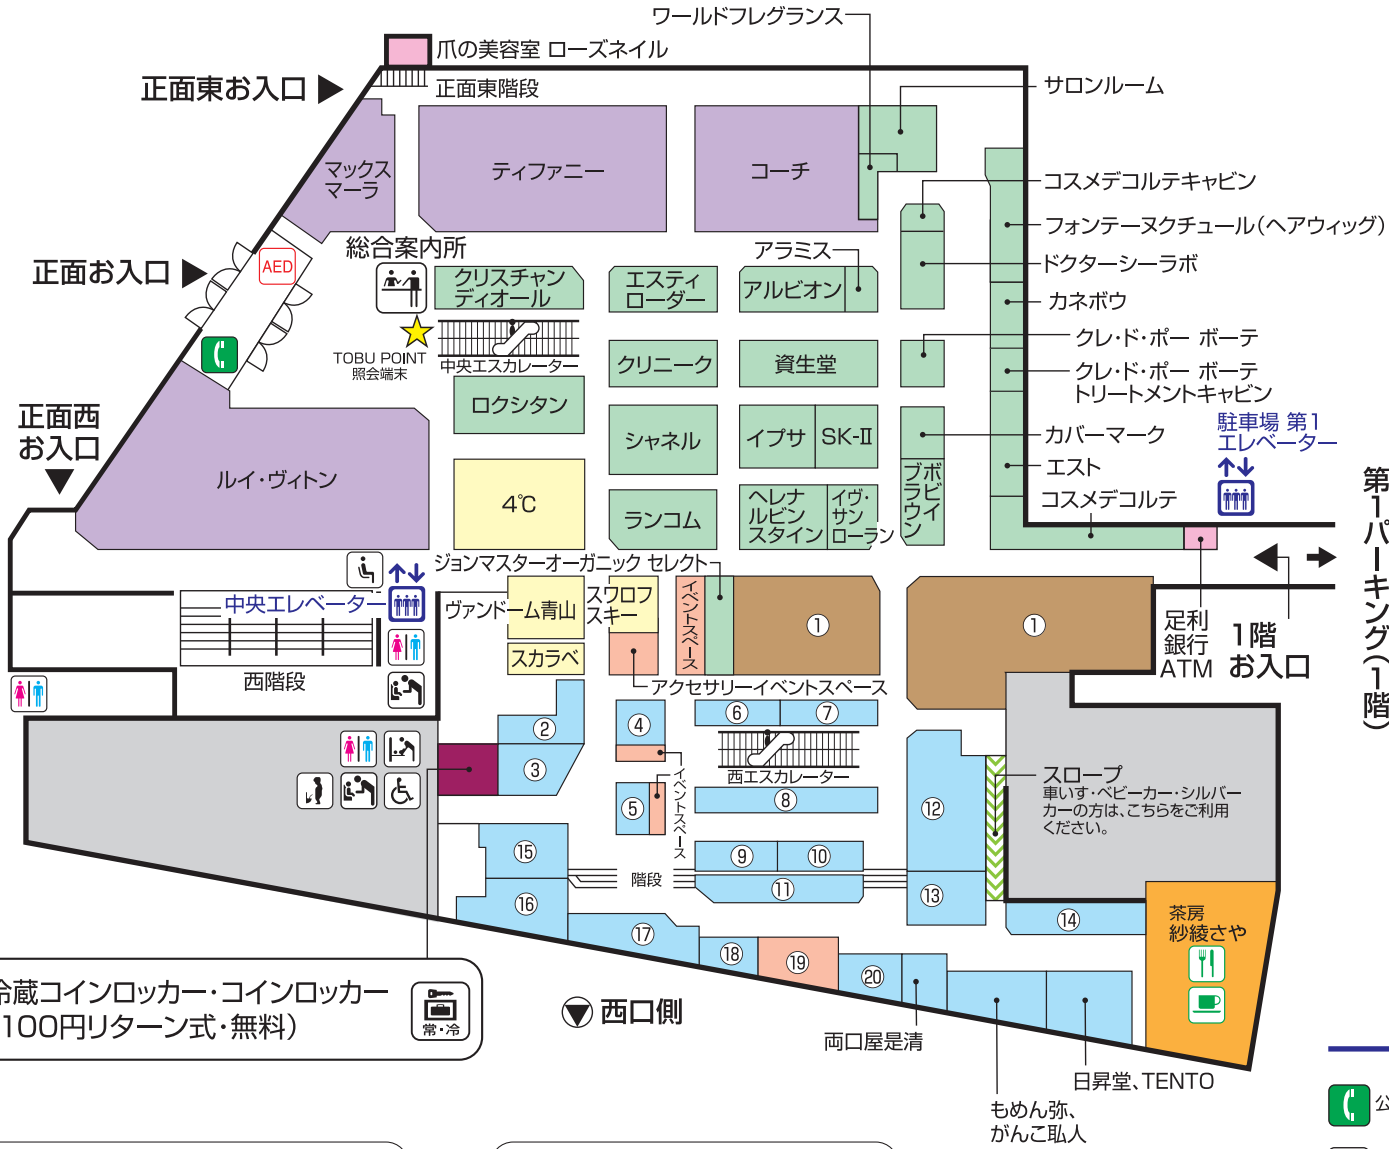 ワールドフレグランス
爪の美容室 ローズネイル
正面東お入口
正面東階段
サロンルーム
マックス
マーラ
ティファニー
コーチ
コスメデコルテキャビン
フォンテーヌクチュール(ヘアウィッグ)
ドクターシーラボ
カネボウ
クレ・ド・ポー ボーテ
クレ・ド・ポー ボーテ
トリートメントキャビン
カバーマーク
エスト
コスメデコルテ
総合案内所
正面お入口
AED
クリスチャン
ディオール
エスティ
ローダー
アラミス
アルビオン
TOBU POINT
照会端末
中央エスカレーター
クリニーク
資生堂
ロクシタン
シャネル
イプサ
SK-II
正面西
お入口
ルイ・ヴィトン
4℃
ランコム
ヘレナ
ルビン
スタイン
イヴ・
サン
ローラン
ボビイ
ブラウン
駐車場 第1
エレベーター
第1パーキング(1階)
ジョンマスターオーガニック セレクト
中央エレベーター
ヴァンドーム青山
スワロフ
スキー
イベントスペース
①
①
足利
銀行
ATM
1階
お入口
スカラベ
西階段
アクセサリーイベントスペース
②
③
④
⑤
イベントスペース
⑥
⑦
西エスカレーター
⑧
⑨
⑩
階段
⑪
⑫
⑬
スロープ
車いす・ベビーカー・シルバー
カーの方は、こちらをご利用
ください。
⑭
⑮
⑯
⑰
⑱
⑲
⑳
茶房
紗綾さや
冷蔵コインロッカー・コインロッカー
100円リターン式・無料)
常・冷
西口側
両口屋是清
日昇堂、TENTO
もめん弥、
がんこ職人
公